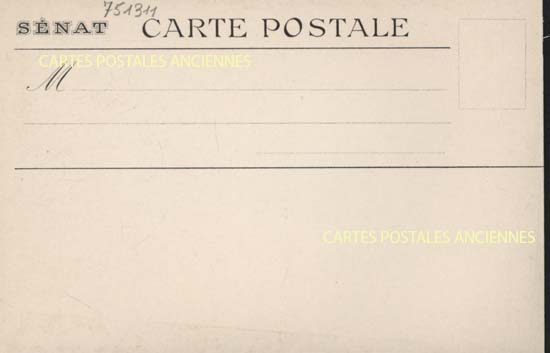 751311
SÉNAT CARTE POSTALE
CARTES POSTALES ANCIENNES
M
CARTES POSTALES ANCIENNES